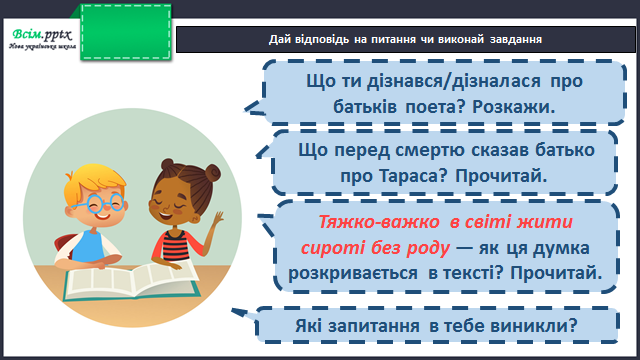 Всім.pptx
Нова українська школа
Дай відповідь на питання чи виконай завдання
Що ти дізнався/дізналася про
батьків поета? Розкажи.
Що перед смертю сказав батько
про Тараса? Прочитай.
Тяжко-важко в світі жити
сироті без роду — як ця думка
розкривається в тексті? Прочитай.
Які запитання в тебе виникли?